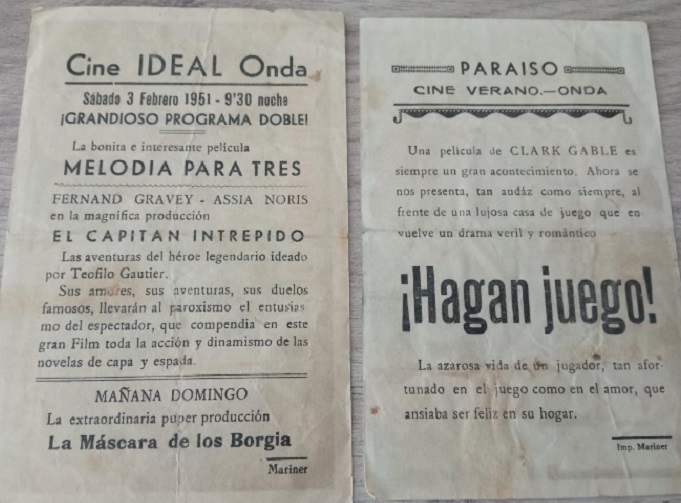 Cine IDEAL Onda
Sábado 3 Febrero 1951 - 9'30 noche
¡GRANDIOSO PROGRAMA DOBLE!
La bonita e interesante película
MELODIA PARA TRES
FERNAND GRAVEY - ASSIA NORIS
en la magnífica producción
EL CAPITAN INTREPIDO
Las aventuras del héroe legendario ideado
por Teofilo Gautier.
Sus amores, sus aventuras, sus duelos
famosos, llevarán al paroxismo el entusias
mo del espectador, que compendia en este
gran Film toda la acción y dinamismo de las
novelas de capa y espada.
MAÑANA DOMINGO
La extraordinaria puper producción
La Máscara de los Borgia
Mariner
PARAISO
CINE VERANO.—ONDA
Una película de CLARK GABLE es
siempre un gran acontecimiento. Ahora se
nos presenta, tan audáz como siempre, al
frente de una lujosa casa de juego que en
vuelve un drama veril y romántico
¡Hagan juego!
La azarosa vida de un jugador, tan afor-
tunado en el juego como en el amor, que
ansiaba ser feliz en su hogar.
Imp. Mariner